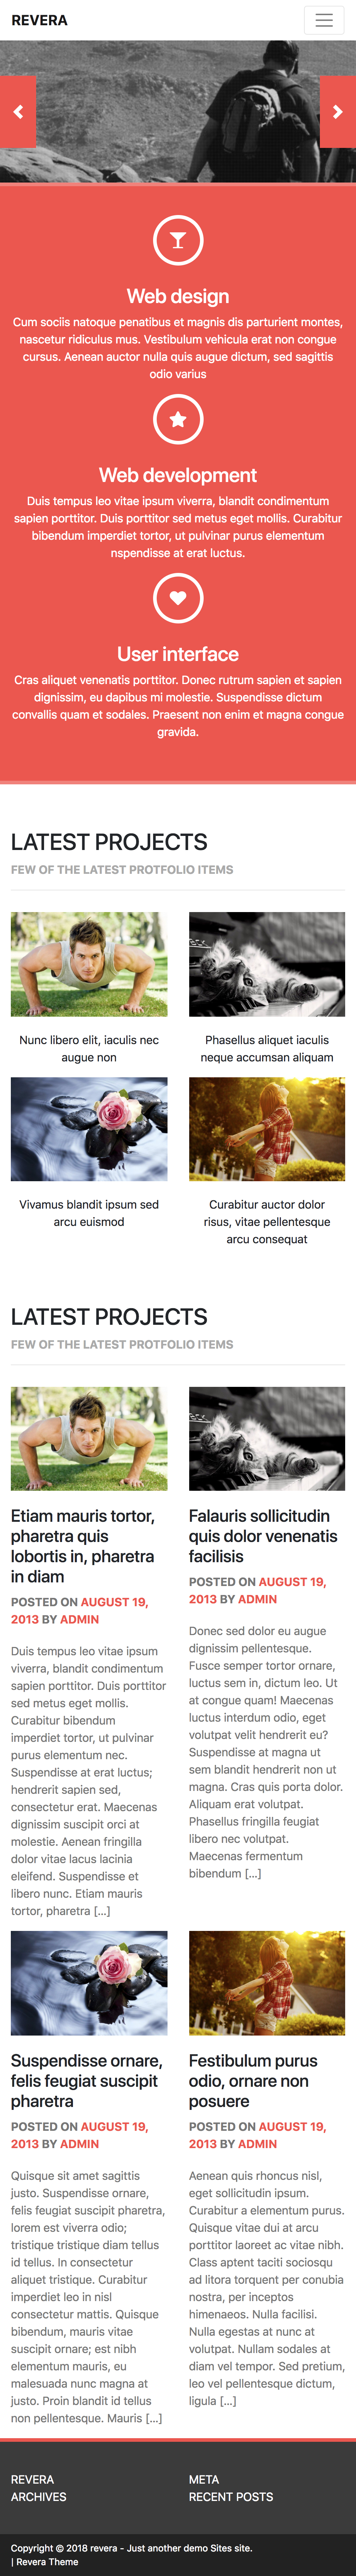 REVERA
Web design
Cum sociis natoque penatibus et magnis dis parturient montes,
nascetur ridiculus mus. Vestibulum vehicula erat non congue
cursus. Aenean auctor nulla quis augue dictum, sed sagittis
odio varius
Web development
Duis tempus leo vitae ipsum viverra, blandit condimentum
sapien porttitor. Duis porttitor sed metus eget mollis. Curabitur
bibendum imperdiet tortor, ut pulvinar purus elementum
nspendisse at erat luctus.
User interface
Cras aliquet venenatis porttitor. Donec rutrum sapien et sapien
dignissim, eu dapibus mi molestie. Suspendisse dictum
convallis quam et sodales. Praesent non enim et magna congue
gravida.
LATEST PROJECTS
FEW OF THE LATEST PROTFOLIO ITEMS
Nunc libero elit, iaculis nec
augue non
Phasellus aliquet iaculis
neque accumsan aliquam
Vivamus blandit ipsum sed
arcu euismod
Curabitur auctor dolor
risus, vitae pellentesque
arcu consequat
LATEST PROJECTS
FEW OF THE LATEST PROTFOLIO ITEMS
Etiam mauris tortor,
pharetra quis
lobortis in, pharetra
in diam
POSTED ON AUGUST 19,
2013 BY ADMIN
Duis tempus leo vitae ipsum
viverra, blandit condimentum
sapien porttitor. Duis porttitor
sed metus eget mollis.
Curabitur bibendum
imperdiet tortor, ut pulvinar
purus elementum nec.
Suspendisse at erat luctus;
hendrerit sapien sed,
consectetur erat. Maecenas
dignissim suscipit orci at
molestie. Aenean fringilla
dolor vitae lacus lacinia
eleifend. Suspendisse et
libero nunc. Etiam mauris
tortor, pharetra [...]
Falauris sollicitudin
quis dolor venenatis
facilisis
POSTED ON AUGUST 19,
2013 BY ADMIN
Donec sed dolor eu augue
dignissim pellentesque.
Fusce semper tortor ornare,
luctus sem in, dictum leo. Ut
at congue quam! Maecenas
luctus interdum odio, eget
volutpat velit hendrerit eu?
Suspendisse at magna ut
sem blandit hendrerit non ut
magna. Cras quis porta dolor.
Aliquam erat volutpat.
Phasellus fringilla feugiat
libero nec volutpat.
Maecenas fermentum
bibendum [...]
Suspendisse ornare,
felis feugiat suscipit
pharetra
POSTED ON AUGUST 19,
2013 BY ADMIN
Quisque sit amet sagittis
justo. Suspendisse ornare,
felis feugiat suscipit pharetra,
lorem est viverra odio;
tristique tristique diam tellus
id tellus. In consectetur
aliquet tristique. Curabitur
imperdiet leo in nisl
consectetur mattis. Quisque
bibendum, mauris vitae
suscipit ornare; est nibh
elementum mauris, eu
malesuada nunc magna at
justo. Proin blandit id tellus
non pellentesque. Mauris [...]
Festibulum purus
odio, ornare non
posuere
POSTED ON AUGUST 19,
2013 BY ADMIN
Aenean quis rhoncus nisl,
eget sollicitudin ipsum.
Curabitur a elementum purus.
Quisque vitae dui at arcu
porttitor laoreet ac vitae nibh.
Class aptent taciti sociosqu
ad litora torquent per conubia
nostra, per inceptos
himenaeos. Nulla facilisi.
Nulla egestas at nunc at
volutpat. Nullam sodales at
diam vel tempor. Sed pretium,
leo vel pellentesque dictum,
ligula [...]
REVERA
ARCHIVES
META
RECENT POSTS
Copyright © 2018 revera - Just another demo Sites site.
| Revera Theme